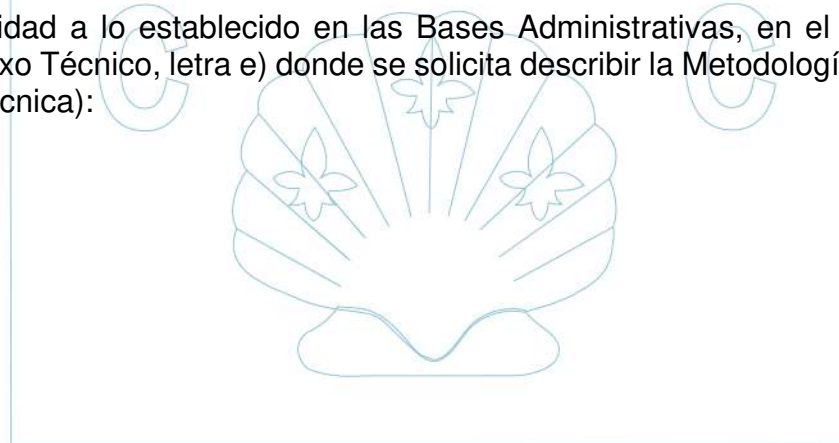 idad a lo establecido en las Bases Administrativas, en el
xo Técnico, letra e) donde se solicita describir la Metodologí
cnica):
C C